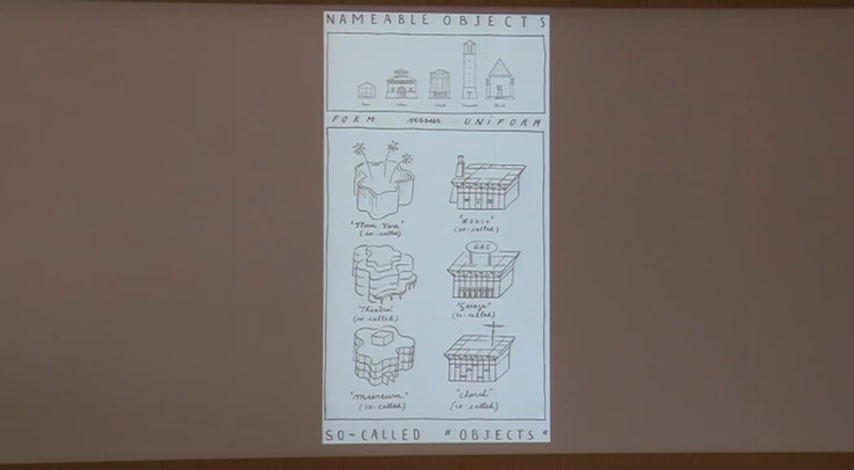 NAMEABLE OBJECTS
FORM versus UNIFORM
"Flower Vase" "House"
(so-called) (so-called)
GAS
"Theatre" "Garage"
(so-called) (so-called)
"Museum" "Church"
(so-called) (so-called)
SO-CALLED "OBJECTS"